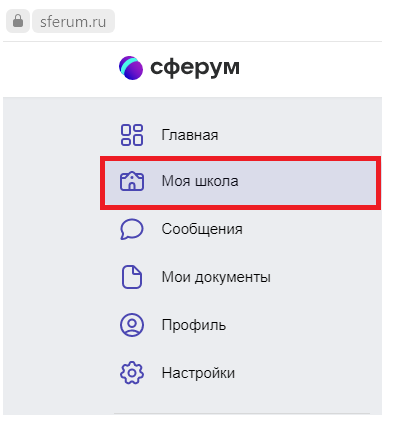 sferum.ru
сферум
Главная
Моя школа
Сообщения
Мои документы
Профиль
Настройки